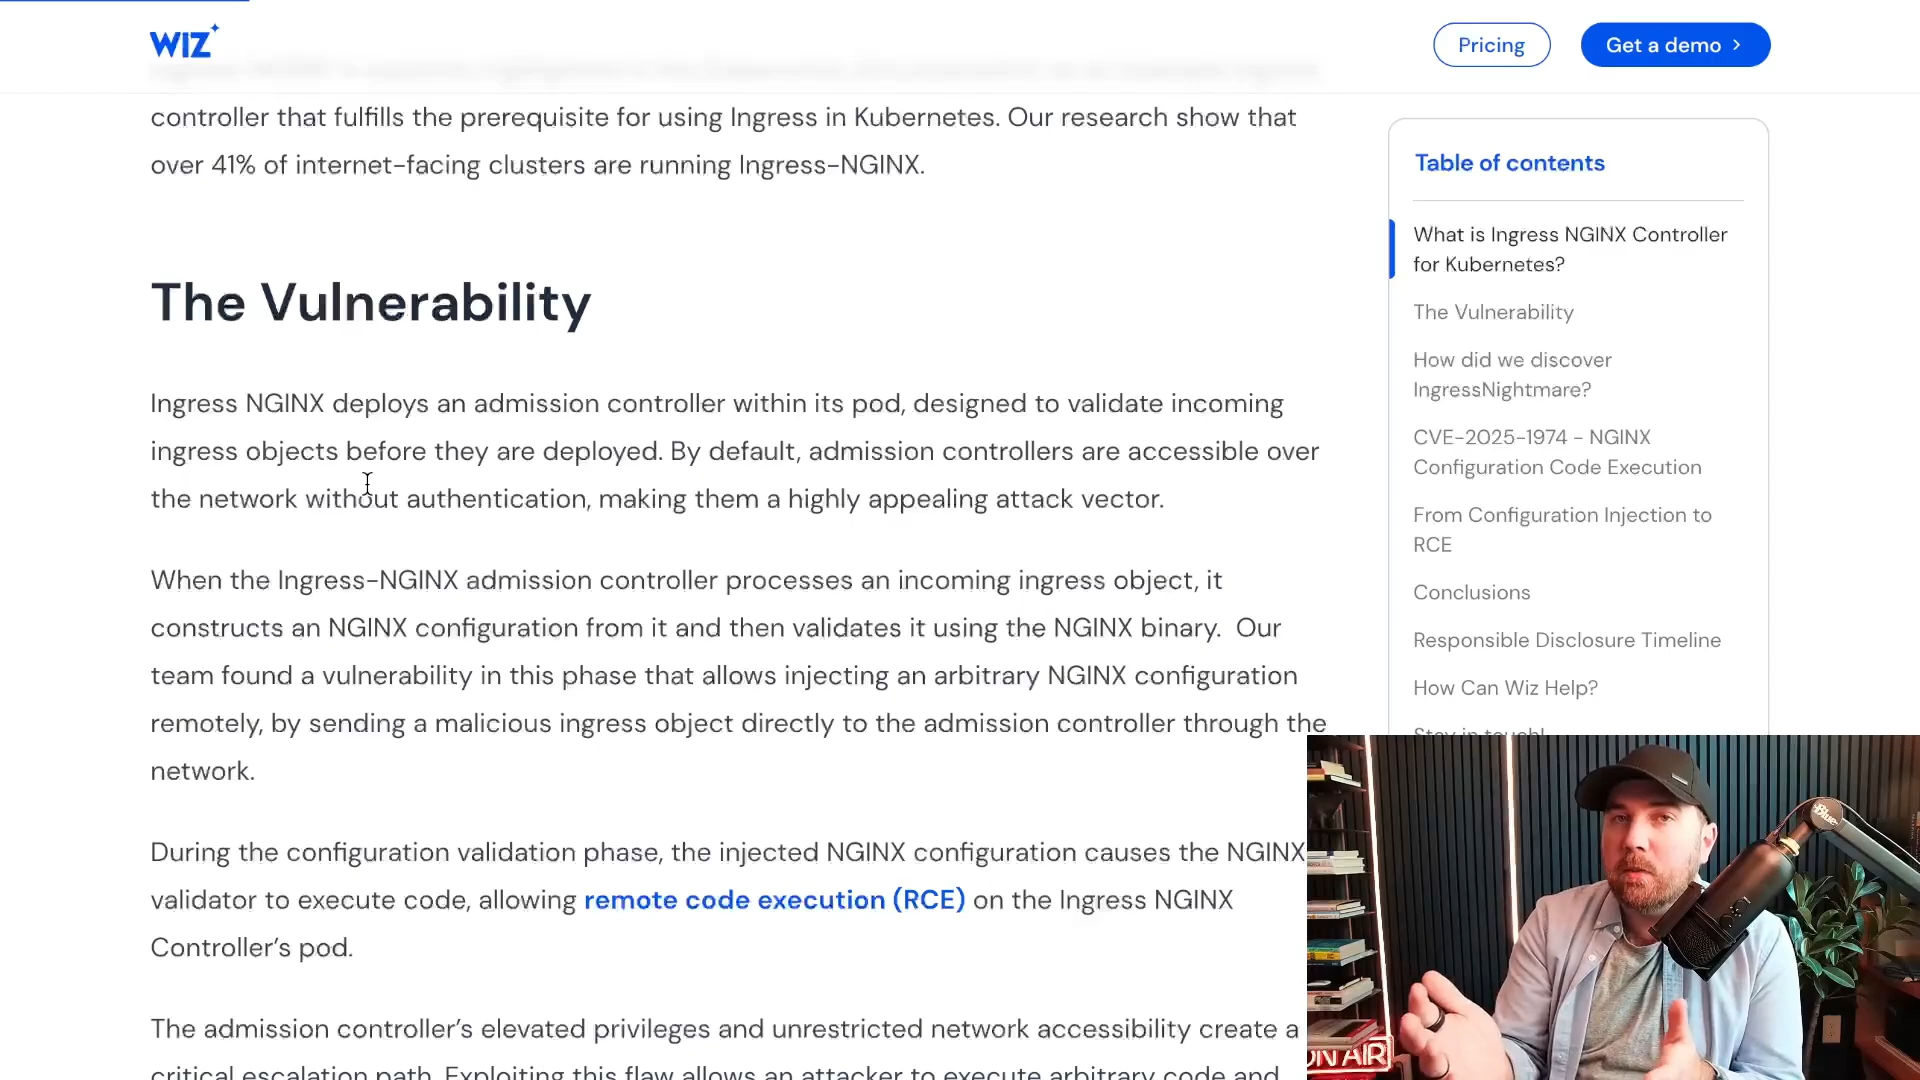 WIZ
Pricing
Get a demo
controller that fulfills the prerequisite for using Ingress in Kubernetes. Our research show that
over 41% of internet-facing clusters are running Ingress-NGINX.
The Vulnerability
Ingress NGINX deploys an admission controller within its pod, designed to validate incoming
ingress objects before they are deployed. By default, admission controllers are accessible over
the network without authentication, making them a highly appealing attack vector.
When the Ingress-NGINX admission controller processes an incoming ingress object, it
constructs an NGINX configuration from it and then validates it using the NGINX binary. Our
team found a vulnerability in this phase that allows injecting an arbitrary NGINX configuration
remotely, by sending a malicious ingress object directly to the admission controller through the
network.
During the configuration validation phase, the injected NGINX configuration causes the NGINX
validator to execute code, allowing remote code execution (RCE) on the Ingress NGINX
Controller's pod.
The admission controller's elevated privileges and unrestricted network accessibility create a
critical escalation path. Exploiting this flaw allows an attacker to execute arbitrary code and
Table of contents
What is Ingress NGINX Controller
for Kubernetes?
The Vulnerability
How did we discover
IngressNightmare?
CVE-2025-1974 - NGINX
Configuration Code Execution
From Configuration Injection to
RCE
Conclusions
Responsible Disclosure Timeline
How Can Wiz Help?
Stay in touch!
Blue
ON AIR